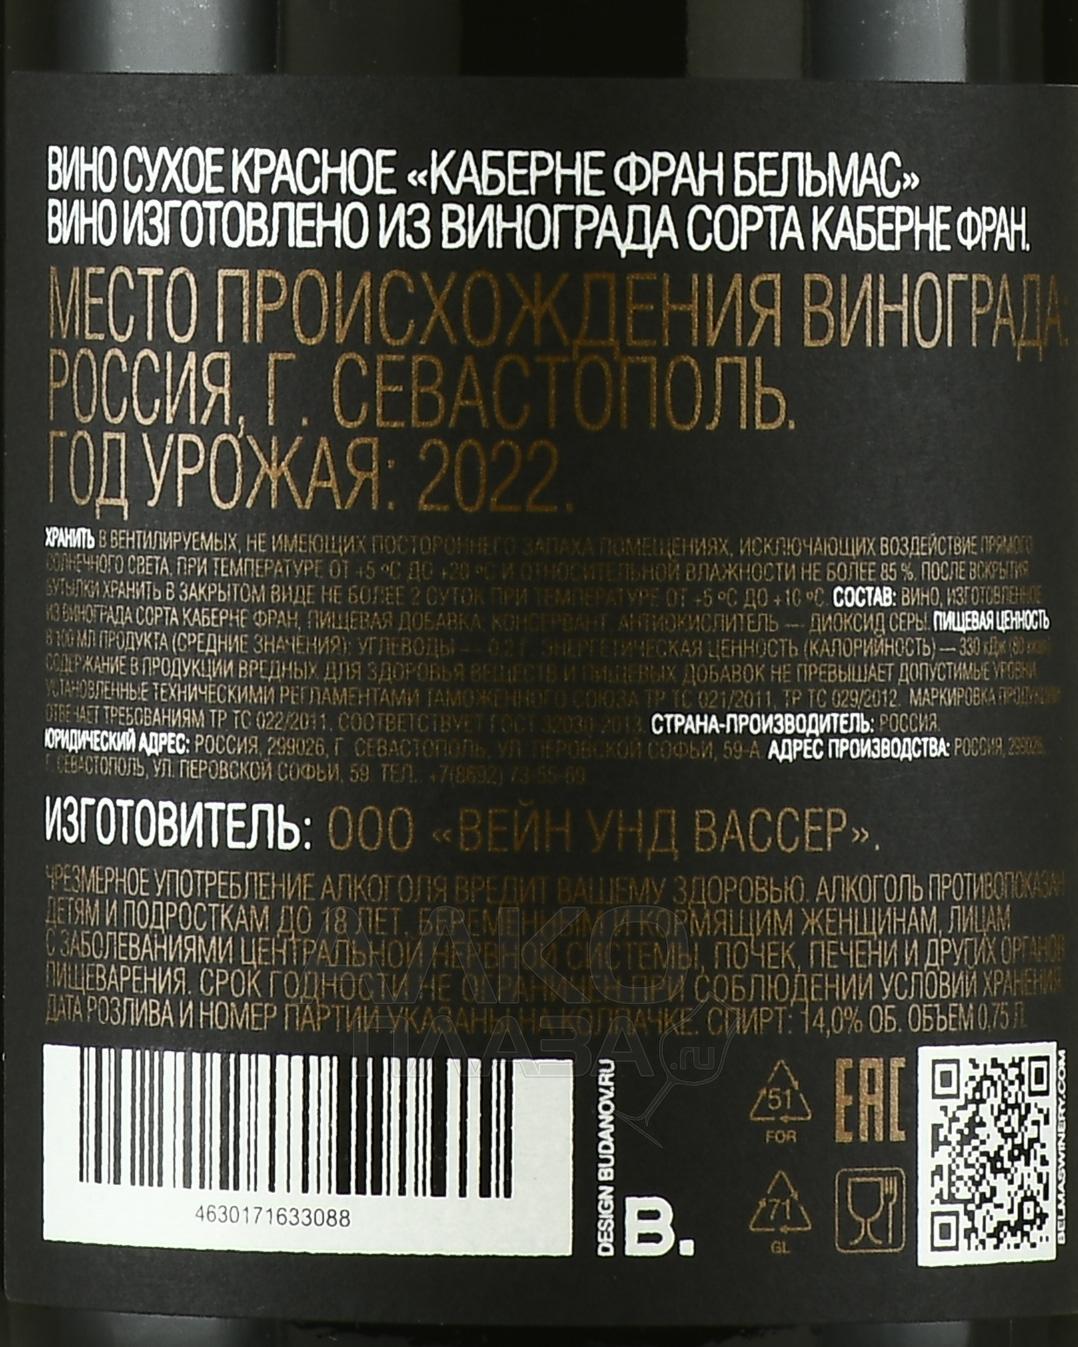 ВИНО СУХОЕ КРАСНОЕ «КАБЕРНЕ ФРАН БЕЛЬМАС»
ВИНО ИЗГОТОВЛЕНО ИЗ ВИНОГРАДА СОРТА КАБЕРНЕ ФРАН.
МЕСТО ПРОИСХОЖДЕНИЯ ВИНОГРАДА:
РОССИЯ, Г. СЕВАСТОПОЛЬ.
ГОД УРОЖАЯ: 2022.
ХРАНИТЬ В ВЕНТИЛИРУЕМЫХ, НЕ ИМЕЮЩИХ ПОСТОРОННЕГО ЗАПАХА ПОМЕЩЕНИЯХ, ИСКЛЮЧАЮЩИХ ВОЗДЕЙСТВИЕ ПРЯМОГО
СОЛНЕЧНОГО СВЕТА, ПРИ ТЕМПЕРАТУРЕ ОТ +5 ºС ДО +20 ºС И ОТНОСИТЕЛЬНОЙ ВЛАЖНОСТИ НЕ БОЛЕЕ 85 %. ПОСЛЕ ВСКРЫТИЯ
БУТЫЛКИ ХРАНИТЬ В ЗАКРЫТОМ ВИДЕ НЕ БОЛЕЕ 2 СУТОК ПРИ ТЕМПЕРАТУРЕ ОТ +5 ºС ДО +10 ºС. СОСТАВ: ВИНО, ИЗГОТОВЛЕННОЕ
ИЗ ВИНОГРАДА СОРТА КАБЕРНЕ ФРАН, ПИЩЕВАЯ ДОБАВКА: КОНСЕРВАНТ, АНТИОКИСЛИТЕЛЬ — ДИОКСИД СЕРЫ. ПИЩЕВАЯ ЦЕННОСТЬ
В 100 МЛ ПРОДУКТА (СРЕДНИЕ ЗНАЧЕНИЯ): УГЛЕВОДЫ — 0,2 Г. ЭНЕРГЕТИЧЕСКАЯ ЦЕННОСТЬ (КАЛОРИЙНОСТЬ) — 330 кДж (80 ккал)
СОДЕРЖАНИЕ В ПРОДУКЦИИ ВРЕДНЫХ ДЛЯ ЗДОРОВЬЯ ВЕЩЕСТВ И ПИЩЕВЫХ ДОБАВОК НЕ ПРЕВЫШАЕТ ДОПУСТИМЫЕ УРОВНИ,
УСТАНОВЛЕННЫЕ ТЕХНИЧЕСКИМИ РЕГЛАМЕНТАМИ ТАМОЖЕННОГО СОЮЗА ТР ТС 021/2011, ТР ТС 029/2012. МАРКИРОВКА ПРОДУКЦИИ
ОТВЕЧАЕТ ТРЕБОВАНИЯМ ТР ТС 022/2011. СООТВЕТСТВУЕТ ГОСТ 32030-2013. СТРАНА-ПРОИЗВОДИТЕЛЬ: РОССИЯ.
ЮРИДИЧЕСКИЙ АДРЕС: РОССИЯ, 299026, Г. СЕВАСТОПОЛЬ, УЛ. ПЕРОВСКОЙ СОФЬИ, 59-А. АДРЕС ПРОИЗВОДСТВА: РОССИЯ, 299026,
Г. СЕВАСТОПОЛЬ, УЛ. ПЕРОВСКОЙ СОФЬИ, 59. ТЕЛ.: +7(8692) 73-55-69
ИЗГОТОВИТЕЛЬ: ООО «ВЕЙН УНД ВАССЕР».
ЧРЕЗМЕРНОЕ УПОТРЕБЛЕНИЕ АЛКОГОЛЯ ВРЕДИТ ВАШЕМУ ЗДОРОВЬЮ. АЛКОГОЛЬ ПРОТИВОПОКАЗАН
ДЕТЯМ И ПОДРОСТКАМ ДО 18 ЛЕТ, БЕРЕМЕННЫМ И КОРМЯЩИМ ЖЕНЩИНАМ, ЛИЦАМ
С ЗАБОЛЕВАНИЯМИ ЦЕНТРАЛЬНОЙ НЕРВНОЙ СИСТЕМЫ, ПОЧЕК, ПЕЧЕНИ И ДРУГИХ ОРГАНОВ
ПИЩЕВАРЕНИЯ. СРОК ГОДНОСТИ НЕ ОГРАНИЧЕН ПРИ СОБЛЮДЕНИИ УСЛОВИЙ ХРАНЕНИЯ.
ДАТА РОЗЛИВА И НОМЕР ПАРТИИ УКАЗАНЫ НА КОЛПАЧКЕ. СПИРТ: 14,0% ОБ. ОБЪЕМ 0,75 Л.
АЛКО
ПЛАЗА.ru
4630171633088
DESIGN BUDANOV.RU
B.
51
FOR
EAC
71
GL
BELMASWINERY.COM